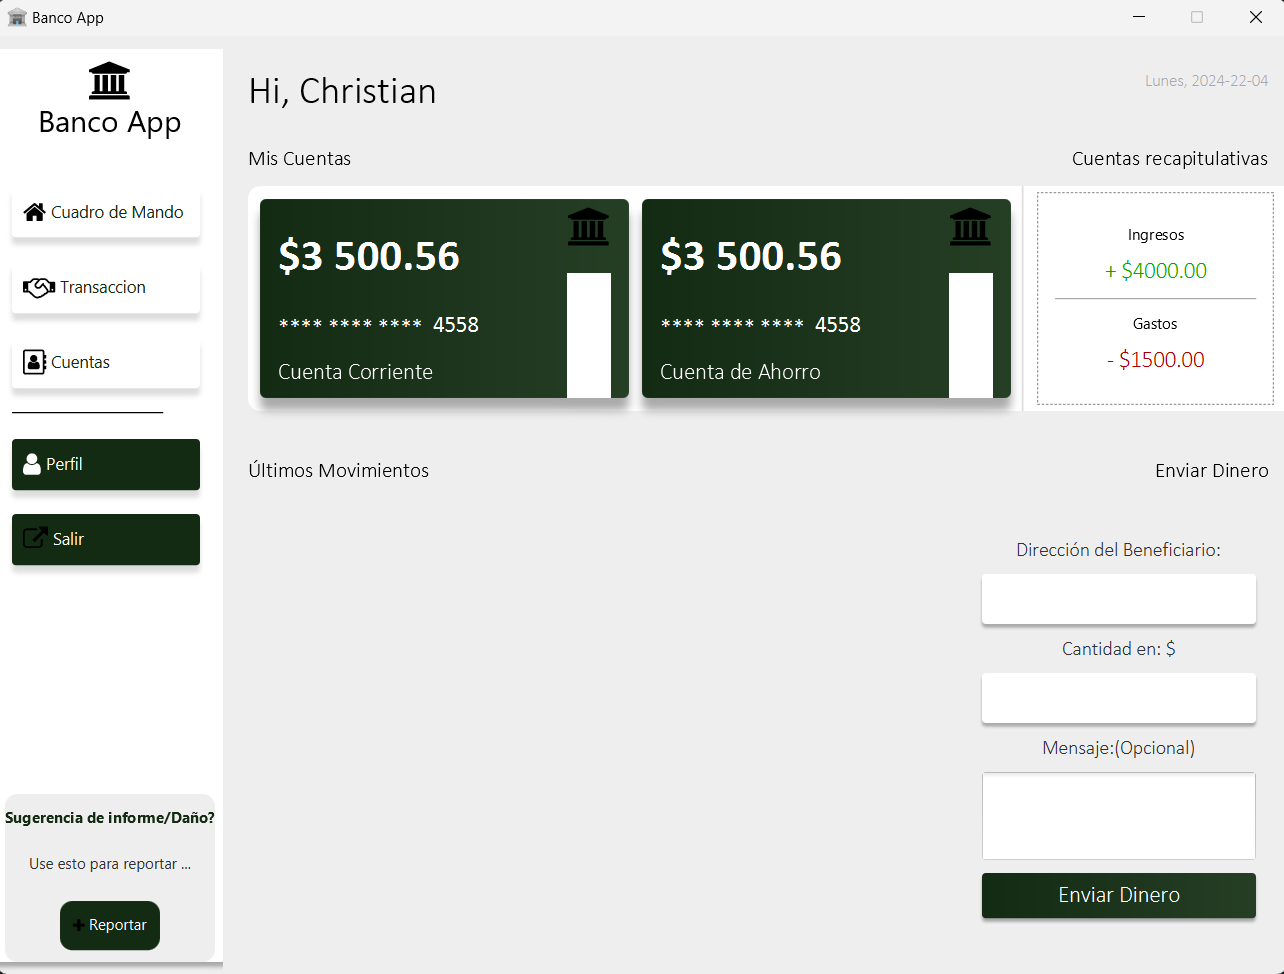 Banco App
Banco App
Cuadro de Mando
Transaccion
Cuentas
Perfil
Salir
Sugerencia de informe/Daño?
Use esto para reportar ...
Reportar
Hi, Christian
Lunes, 2024-22-04
Mis Cuentas
$3 500.56
**** **** **** 4558
Cuenta Corriente
$3 500.56
**** **** **** 4558
Cuenta de Ahorro
Cuentas recapitulativas
Ingresos
+ $4000.00
Gastos
- $1500.00
Últimos Movimientos
Enviar Dinero
Dirección del Beneficiario:
Cantidad en: $
Mensaje:(Opcional)
Enviar Dinero